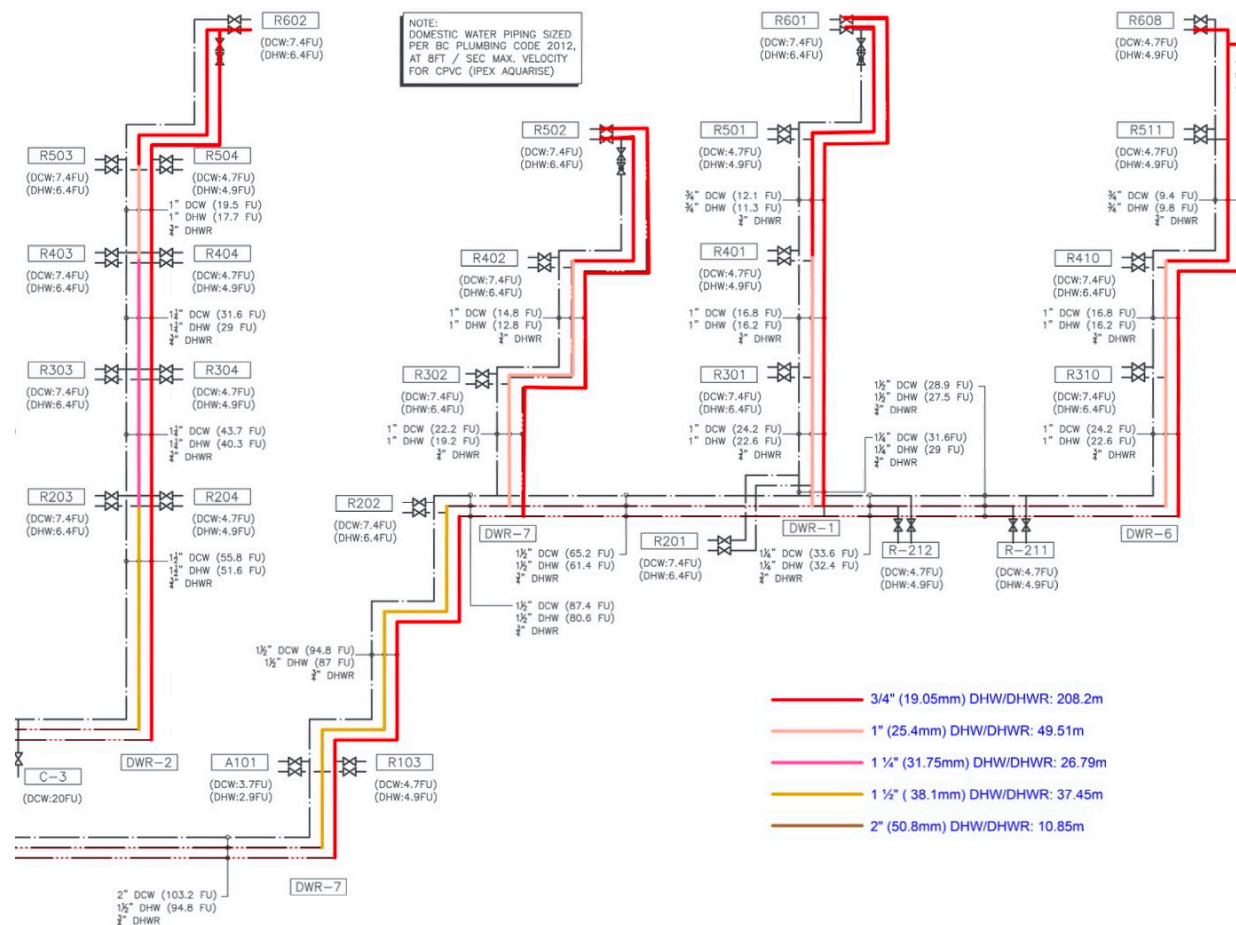 R602
(DCW:7.4FU)
(DHW:6.4FU)
NOTE:
DOMESTIC WATER PIPING SIZED
PER BC PLUMBING CODE 2012,
AT 8FT / SEC MAX. VELOCITY
FOR CPVC (IPEX AQUARISE)
R601
(DCW:7.4FU)
(DHW:6.4FU)
R608
(DCW:4.7FU)
(DHW:4.9FU)
R503
(DCW:7.4FU)
(DHW:6.4FU)
R504
(DCW:4.7FU)
(DHW:4.9FU)
1" DCW (19.5 FU)
1" DHW (17.7 FU)
¾" DHWR
R502
(DCW:7.4FU)
(DHW:6.4FU)
R501
(DCW:4.7FU)
(DHW:4.9FU)
¾" DCW (12.1 FU)
¾" DHW (11.3 FU)
¾" DHWR
R511
(DCW:4.7FU)
(DHW:4.9FU)
¾" DCW (9.4 FU)
¾" DHW (9.8 FU)
¾" DHWR
R403
(DCW:7.4FU)
(DHW:6.4FU)
R404
(DCW:4.7FU)
(DHW:4.9FU)
1¼" DCW (31.6 FU)
1¼" DHW (29 FU)
¾" DHWR
R402
(DCW:7.4FU)
(DHW:6.4FU)
1" DCW (14.8 FU)
1" DHW (12.8 FU)
¾" DHWR
R401
(DCW:4.7FU)
(DHW:4.9FU)
1" DCW (16.8 FU)
1" DHW (16.2 FU)
¾" DHWR
R410
(DCW:7.4FU)
(DHW:6.4FU)
1" DCW (16.8 FU)
1" DHW (16.2 FU)
¾" DHWR
R303
(DCW:7.4FU)
(DHW:6.4FU)
R304
(DCW:4.7FU)
(DHW:4.9FU)
1¼" DCW (43.7 FU)
1¼" DHW (40.3 FU)
¾" DHWR
R302
(DCW:7.4FU)
(DHW:6.4FU)
1" DCW (22.2 FU)
1" DHW (19.2 FU)
¾" DHWR
R301
(DCW:7.4FU)
(DHW:6.4FU)
1" DCW (24.2 FU)
1" DHW (22.6 FU)
¾" DHWR
1½" DCW (28.9 FU)
1½" DHW (27.5 FU)
¾" DHWR
1¼" DCW (31.6FU)
1¼" DHW (29 FU)
¾" DHWR
R310
(DCW:7.4FU)
(DHW:6.4FU)
1" DCW (24.2 FU)
1" DHW (22.6 FU)
¾" DHWR
R203
(DCW:7.4FU)
(DHW:6.4FU)
R204
(DCW:4.7FU)
(DHW:4.9FU)
1½" DCW (55.8 FU)
1½" DHW (51.6 FU)
¾" DHWR
R202
(DCW:7.4FU)
(DHW:6.4FU)
DWR-7
1½" DCW (65.2 FU)
1½" DHW (61.4 FU)
¾" DHWR
R201
(DCW:7.4FU)
(DHW:6.4FU)
DWR-1
1¼" DCW (33.6 FU)
1¼" DHW (32.4 FU)
¾" DHWR
R-212
(DCW:4.7FU)
(DHW:4.9FU)
R-211
(DCW:4.7FU)
(DHW:4.9FU)
DWR-6
1½" DCW (87.4 FU)
1½" DHW (80.6 FU)
¾" DHWR
1½" DCW (94.8 FU)
1½" DHW (87 FU)
¾" DHWR
C-3
(DCW:20FU)
DWR-2
A101
(DCW:3.7FU)
(DHW:2.9FU)
R103
(DCW:4.7FU)
(DHW:4.9FU)
DWR-7
2" DCW (103.2 FU)
1½" DHW (94.8 FU)
¾" DHWR
3/4" (19.05mm) DHW/DHWR: 208.2m
1" (25.4mm) DHW/DHWR: 49.51m
1 ¼" (31.75mm) DHW/DHWR: 26.79m
1 ½" ( 38.1mm) DHW/DHWR: 37.45m
2" (50.8mm) DHW/DHWR: 10.85m